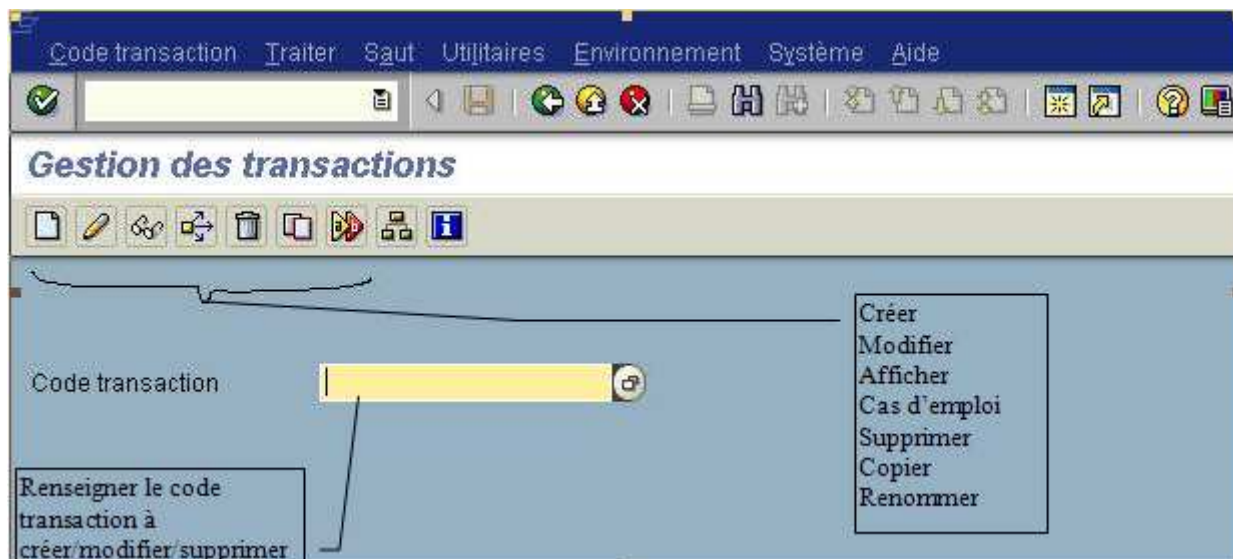 Code transaction Traiter Saut Utilitaires Environnement Système Aide
Gestion des transactions
Code transaction
Créer
Modifier
Afficher
Cas d'emploi
Supprimer
Copier
Renommer
Renseigner le code
transaction à
créer/modifier/supprimer